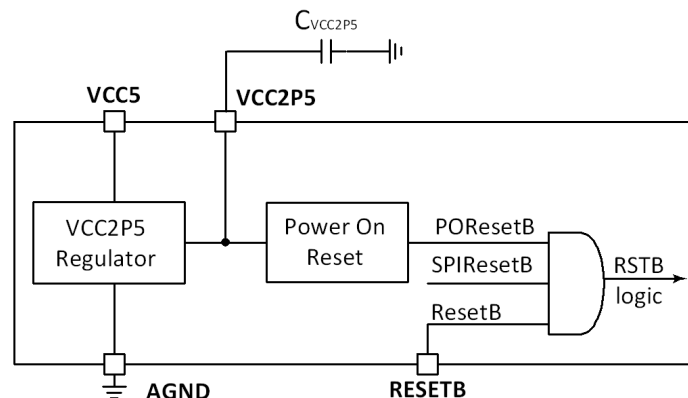 CVCC2P5
VCC5
VCC2P5
VCC2P5
Regulator
Power On
Reset
POResetB
SPIResetB
ResetB
RSTB
logic
AGND
RESETB